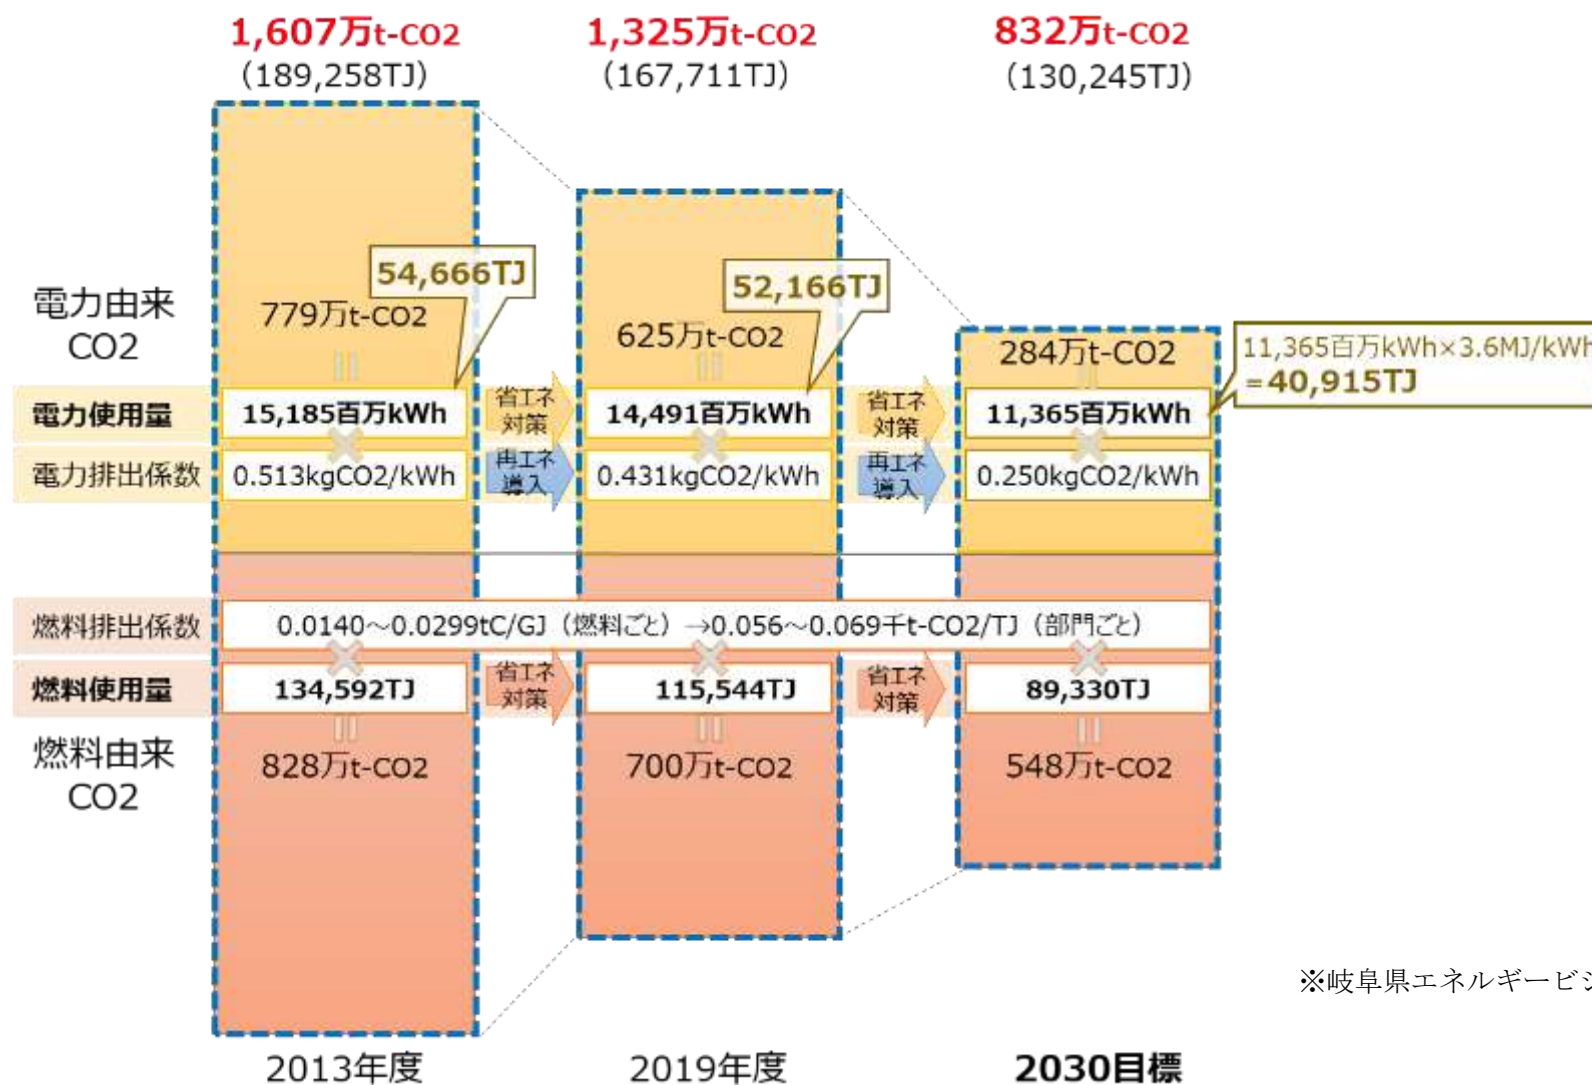 1,607万t-CO2
(189,258TJ)
1,325万t-CO2
(167,711TJ)
832万t-CO2
(130,245TJ)
電力由来
CO2
779万t-CO2
54,666TJ
625万t-CO2
52,166TJ
284万t-CO2
11,365百万kWh×3.6MJ/kWh
=40,915TJ
電力使用量
15,185百万kWh
省エネ
対策
14,491百万kWh
省エネ
対策
11,365百万kWh
電力排出係数
0.513kgCO2/kWh
再エネ
導入
0.431kgCO2/kWh
再エネ
導入
0.250kgCO2/kWh
燃料排出係数
0.0140~0.0299tC/GJ(燃料ごと)→0.056~0.069千t-CO2/TJ(部門ごと)
燃料使用量
134,592TJ
省エネ
対策
115,544TJ
省エネ
対策
89,330TJ
燃料由来
CO2
828万t-CO2
700万t-CO2
548万t-CO2
※岐阜県エネルギービジ
2013年度
2019年度
2030目標